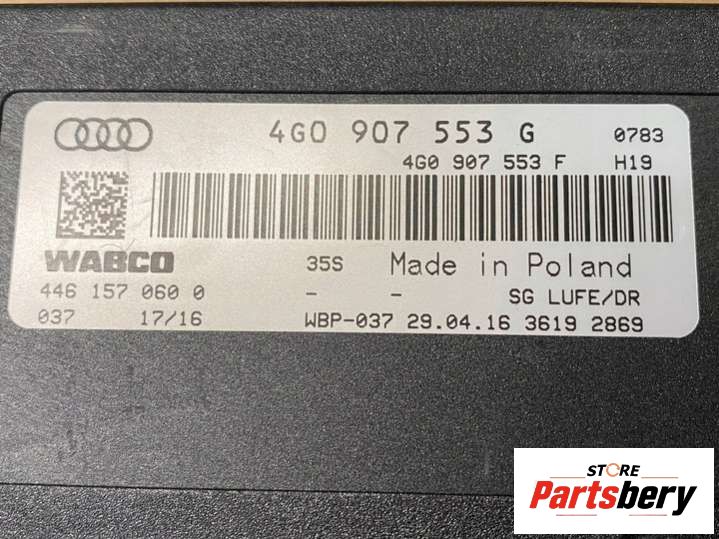 4G0 907 553 G 0783
4G0 907 553 F H19
WABCO 35S Made in Poland
446 157 060 0 - - SG LUFE/DR
037 17/16 WBP-037 29.04.16 3619 2869
STORE
Partsbery